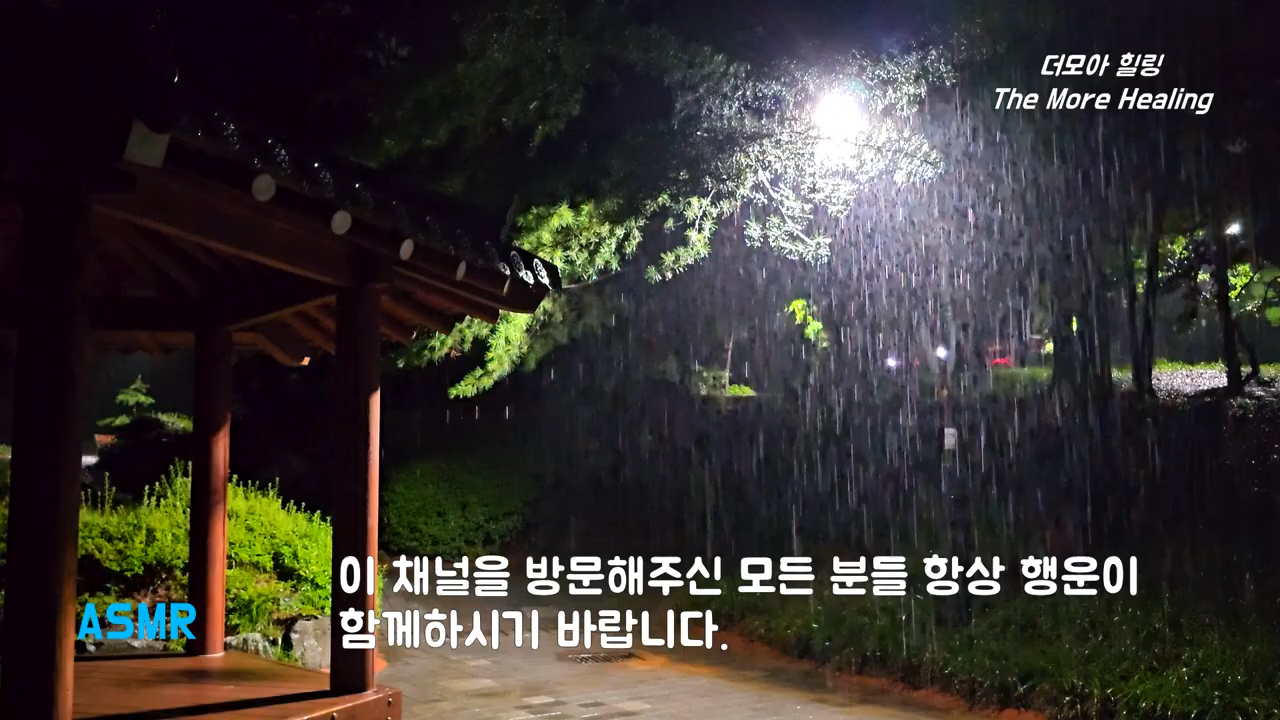 더모아 힐링
The More Healing
이 채널을 방문해주신 모든 분들 항상 행운이
함께하시기 바랍니다.
ASMR